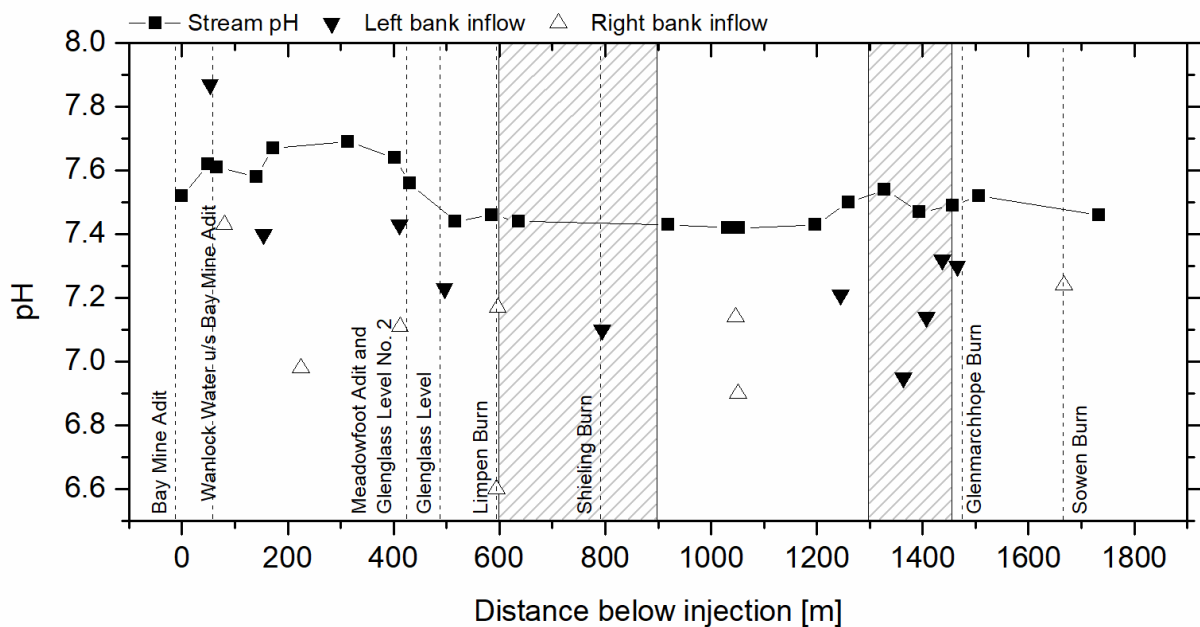 Stream pH
Left bank inflow
Right bank inflow
8.0
7.8
7.6
7.4
7.2
7.0
6.8
6.6
pH
Bay Mine Adit
Wanlock Water u/s Bay Mine Adit
Meadowfoot Adit and
Glenglass Level No. 2
Glenglass Level
Limpen Burn
Shieling Burn
Glenmarchhope Burn
Sowen Burn
0
200
400
600
800
1000
1200
1400
1600
1800
Distance below injection [m]